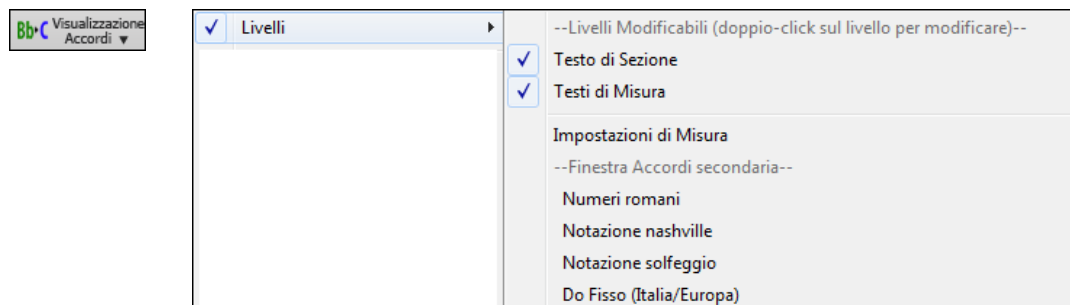 Bb•C Visualizzazione
Accordi ▼
✓ Livelli ▶
--Livelli Modificabili (doppio-click sul livello per modificare)--
✓ Testo di Sezione
✓ Testi di Misura
Impostazioni di Misura
--Finestra Accordi secondaria--
Numeri romani
Notazione nashville
Notazione solfeggio
Do Fisso (Italia/Europa)